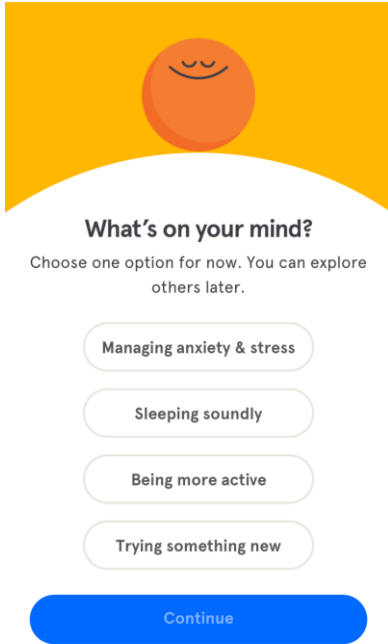 What’s on your mind?
Choose one option for now. You can explore
others later.
Managing anxiety & stress
Sleeping soundly
Being more active
Trying something new
Continue